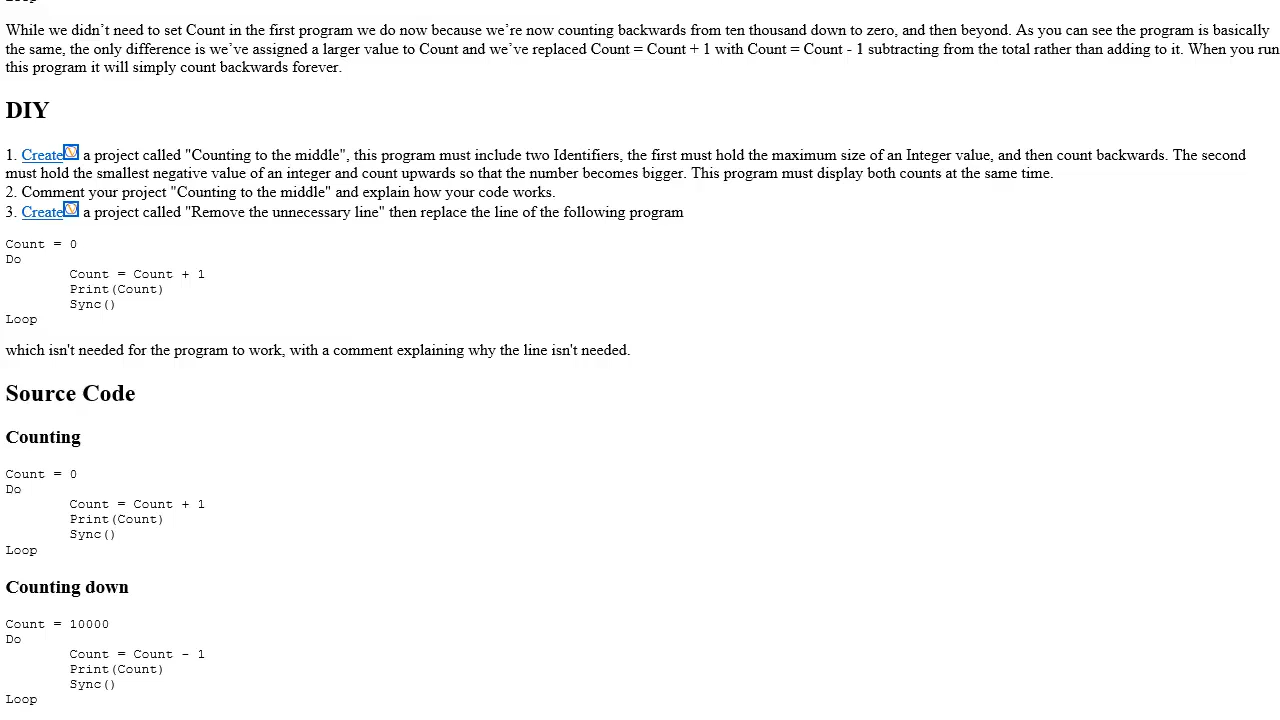 While we didn’t need to set Count in the first program we do now because we’re now counting backwards from ten thousand down to zero, and then beyond. As you can see the program is basically
the same, the only difference is we’ve assigned a larger value to Count and we’ve replaced Count = Count + 1 with Count = Count - 1 subtracting from the total rather than adding to it. When you run
this program it will simply count backwards forever.
DIY
1. Create a project called "Counting to the middle", this program must include two Identifiers, the first must hold the maximum size of an Integer value, and then count backwards. The second
must hold the smallest negative value of an integer and count upwards so that the number becomes bigger. This program must display both counts at the same time.
2. Comment your project "Counting to the middle" and explain how your code works.
3. Create a project called "Remove the unnecessary line" then replace the line of the following program
Count = 0
Do
Count = Count + 1
Print(Count)
Sync()
Loop
which isn't needed for the program to work, with a comment explaining why the line isn't needed.
Source Code
Counting
Count = 0
Do
Count = Count + 1
Print(Count)
Sync()
Loop
Counting down
Count = 10000
Do
Count = Count - 1
Print(Count)
Sync()
Loop